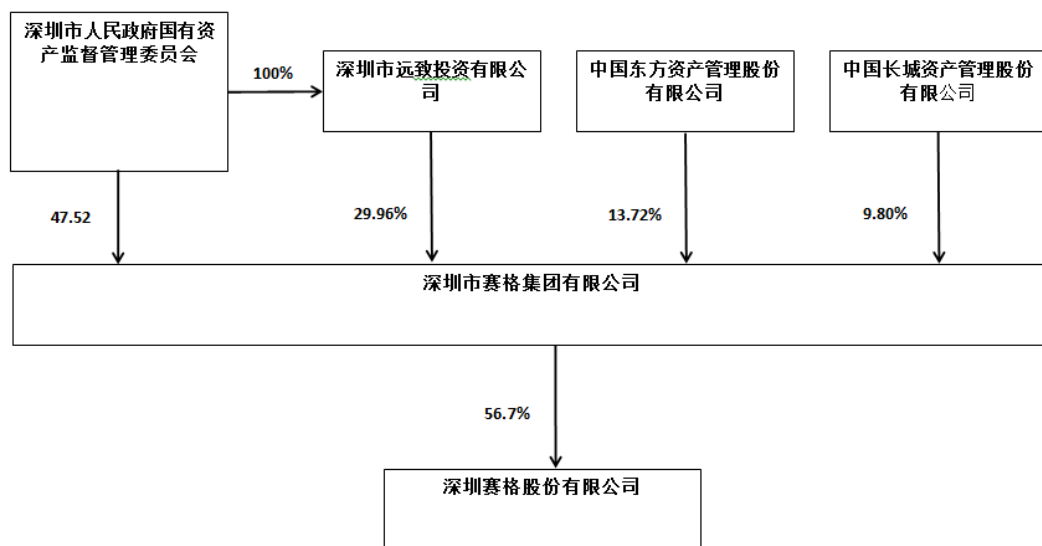 深圳市人民政府国有资
产监督管理委员会
100%
深圳市远致投资有限公
司
中国东方资产管理股份
有限公司
中国长城资产管理股份
有限公司
47.52
29.96%
13.72%
9.80%
深圳市赛格集团有限公司
56.7%
深圳赛格股份有限公司